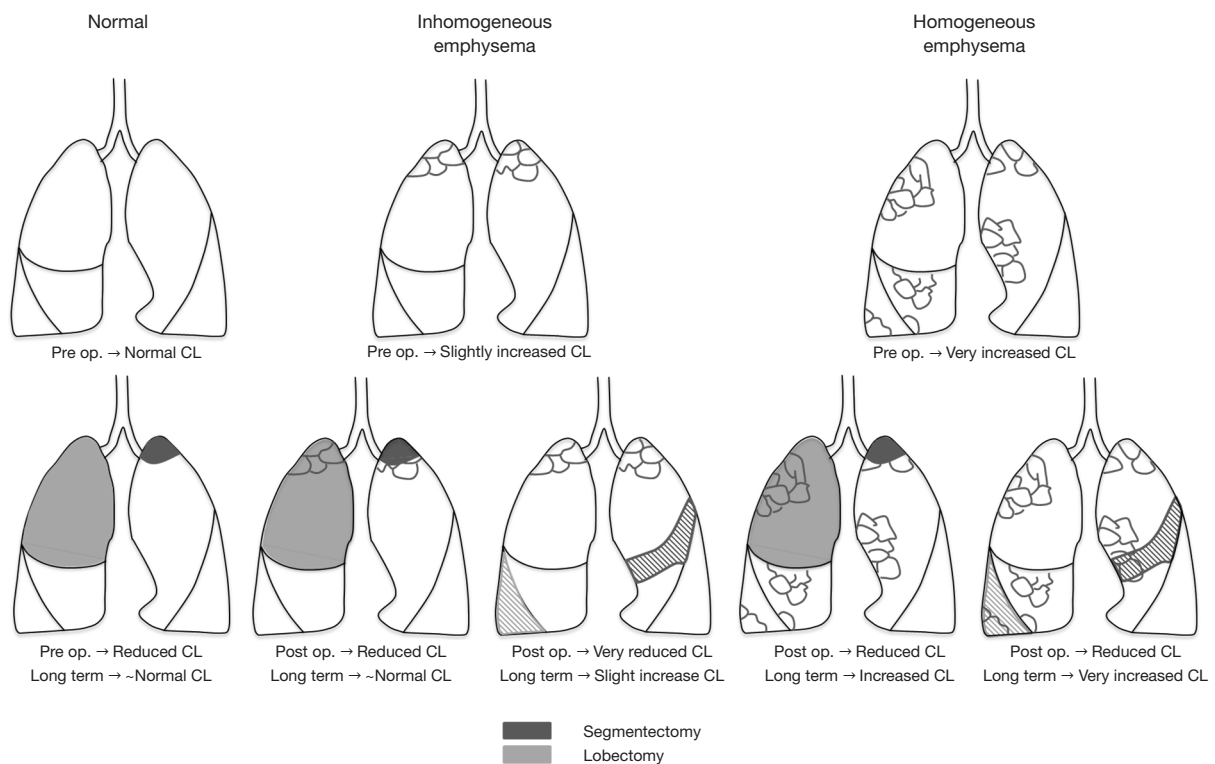 Normal
Inhomogeneous
emphysema
Homogeneous
emphysema
Pre op. → Normal CL
Pre op. → Slightly increased CL
Pre op. → Very increased CL
Pre op. → Reduced CL
Long term → ~Normal CL
Post op. → Reduced CL
Long term → ~Normal CL
Post op. → Very reduced CL
Long term → Slight increase CL
Post op. → Reduced CL
Long term → Increased CL
Post op. → Reduced CL
Long term → Very increased CL
Segmentectomy
Lobectomy